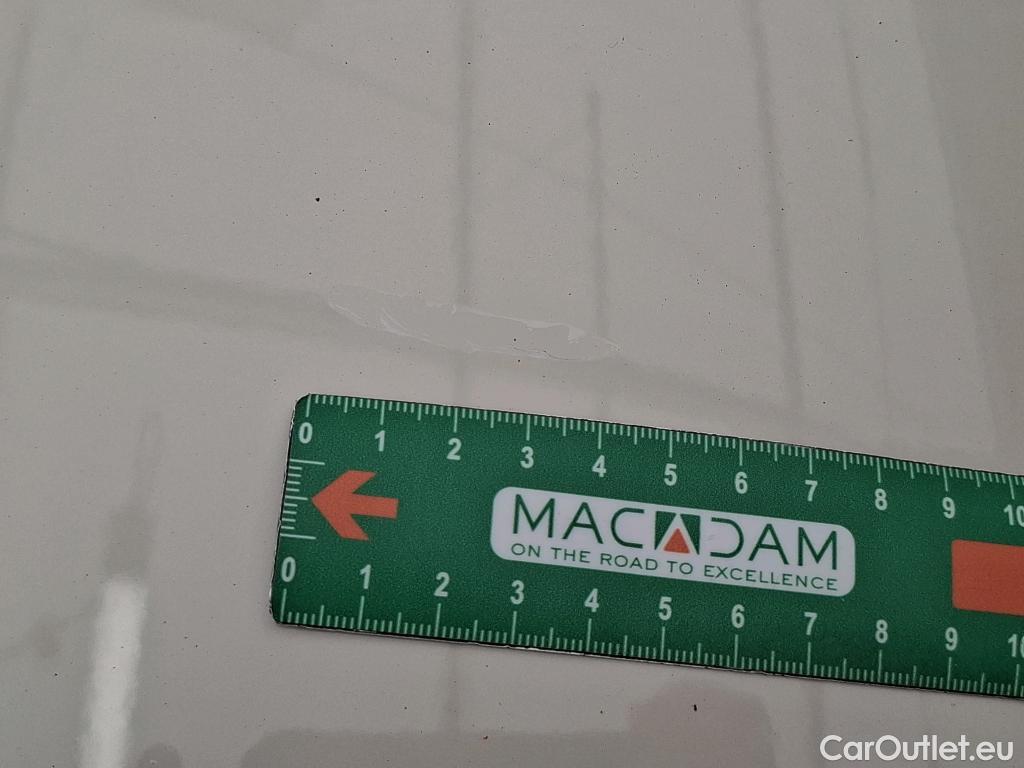 0 1 2 3 4 5 6 7 8 9 10
MACADAM
ON THE ROAD TO EXCELLENCE
0 1 2 3 4 5 6 7 8 9 10
CarOutlet.eu